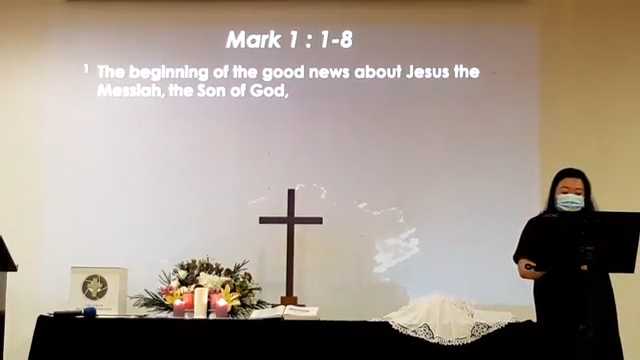 Mark 1 : 1-8
1 The beginning of the good news about Jesus the
Messiah, the Son of God,